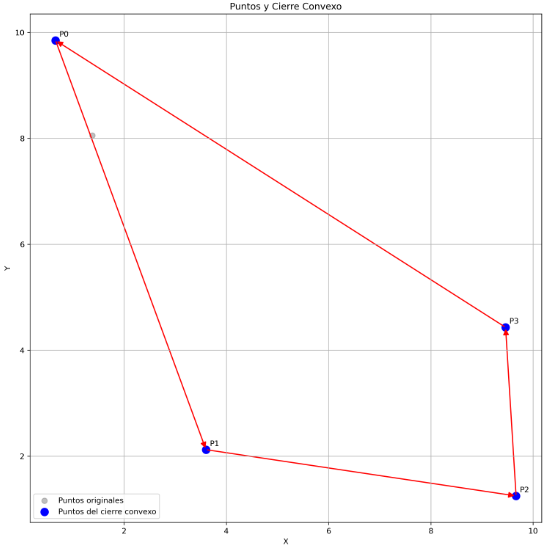 Puntos y Cierre Convexo
P0
P3
P1
P2
10
8
6
4
2
Y
Puntos originales
Puntos del cierre convexo
2
4
6
8
10
X